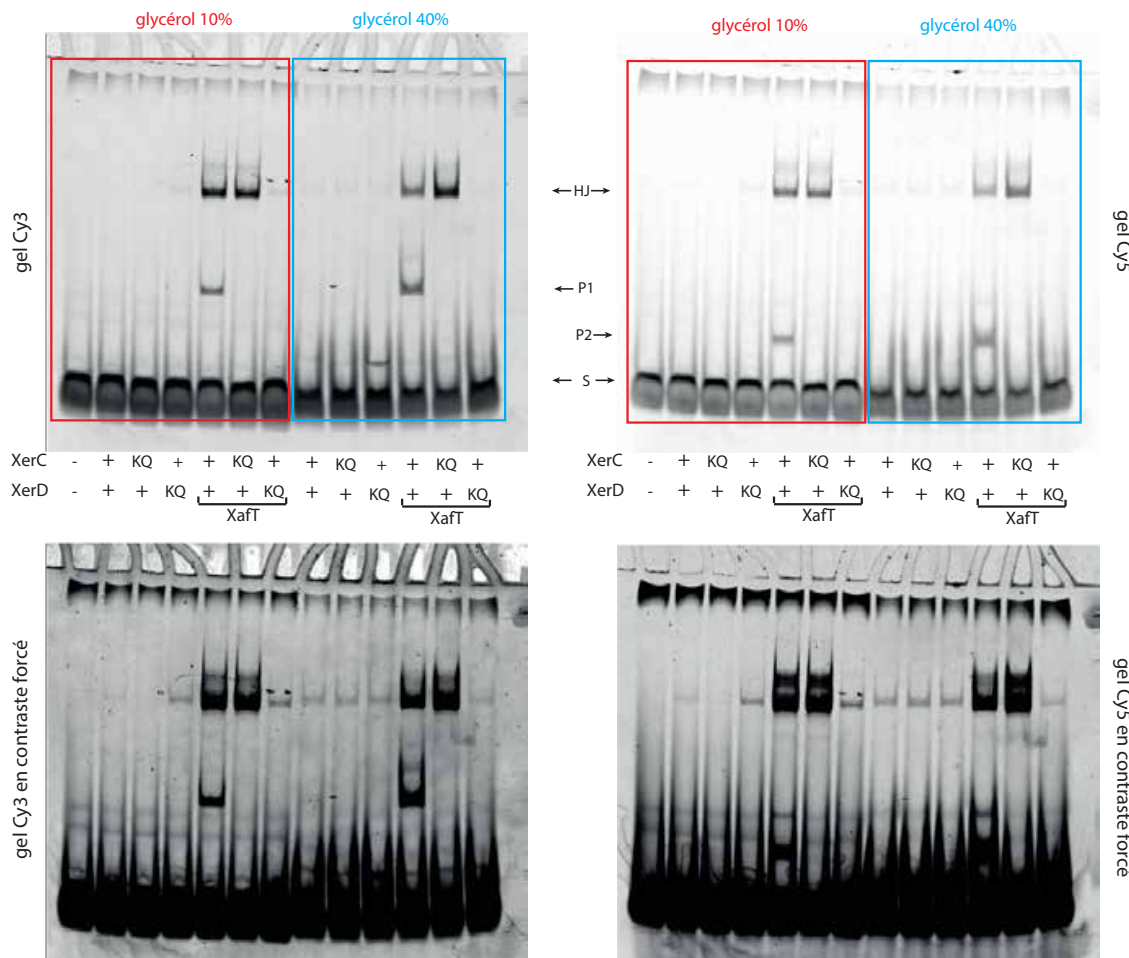 glycérol 10% glycérol 40%
glycérol 10% glycérol 40%
gel Cy3
gel Cy5
HJ
P1
P2
S
XerC - + KQ + + KQ + + KQ + + KQ +
XerD - + + KQ + + KQ + + KQ + + KQ
XafT XafT
XerC - + KQ + + KQ + + KQ + + KQ +
XerD - + + KQ + + KQ + + KQ + + KQ
XafT XafT
gel Cy3 en contraste forcé
gel Cy5 en contraste forcé